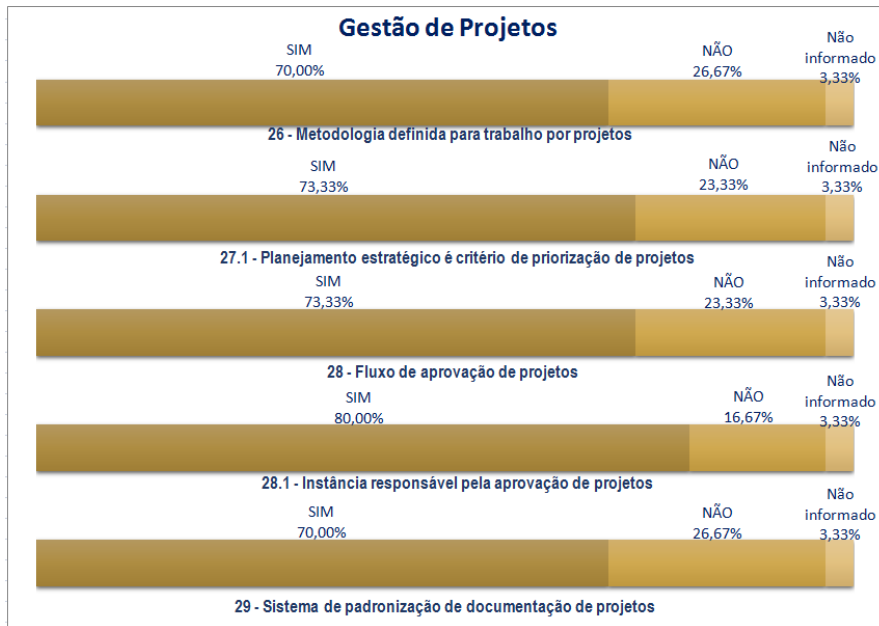 Gestão de Projetos
SIM
70,00%
NÃO
26,67%
Não
informado
3,33%
26 - Metodologia definida para trabalho por projetos
SIM
73,33%
NÃO
23,33%
Não
informado
3,33%
27.1 - Planejamento estratégico é critério de priorização de projetos
SIM
73,33%
NÃO
23,33%
Não
informado
3,33%
28 - Fluxo de aprovação de projetos
SIM
80,00%
NÃO
16,67%
Não
informado
3,33%
28.1 - Instância responsável pela aprovação de projetos
SIM
70,00%
NÃO
26,67%
Não
informado
3,33%
29 - Sistema de padronização de documentação de projetos